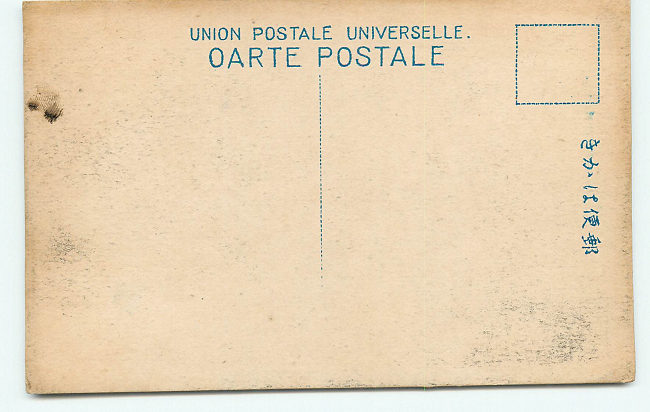 UNION POSTALE UNIVERSELLE.
OARTE POSTALE
郵便はがき